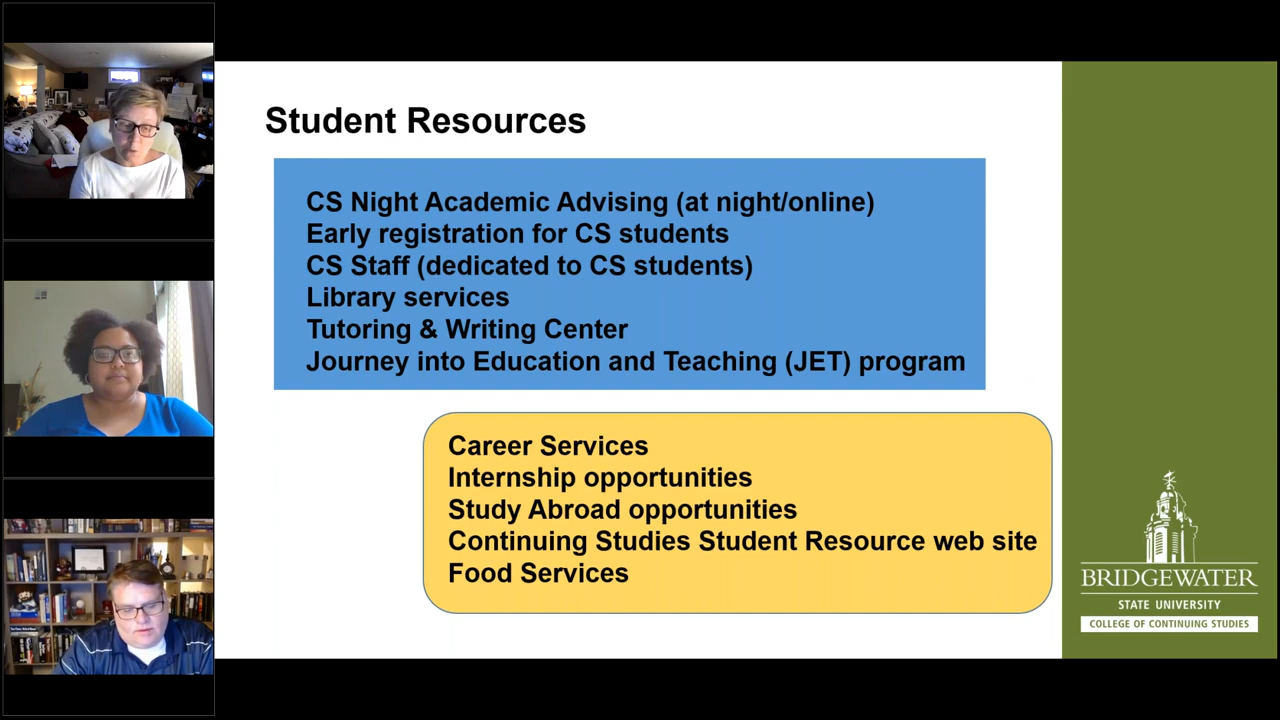 Student Resources
CS Night Academic Advising (at night/online)
Early registration for CS students
CS Staff (dedicated to CS students)
Library services
Tutoring & Writing Center
Journey into Education and Teaching (JET) program
Career Services
Internship opportunities
Study Abroad opportunities
Continuing Studies Student Resource web site
Food Services
BRIDGEWATER
STATE UNIVERSITY
COLLEGE OF CONTINUING STUDIES